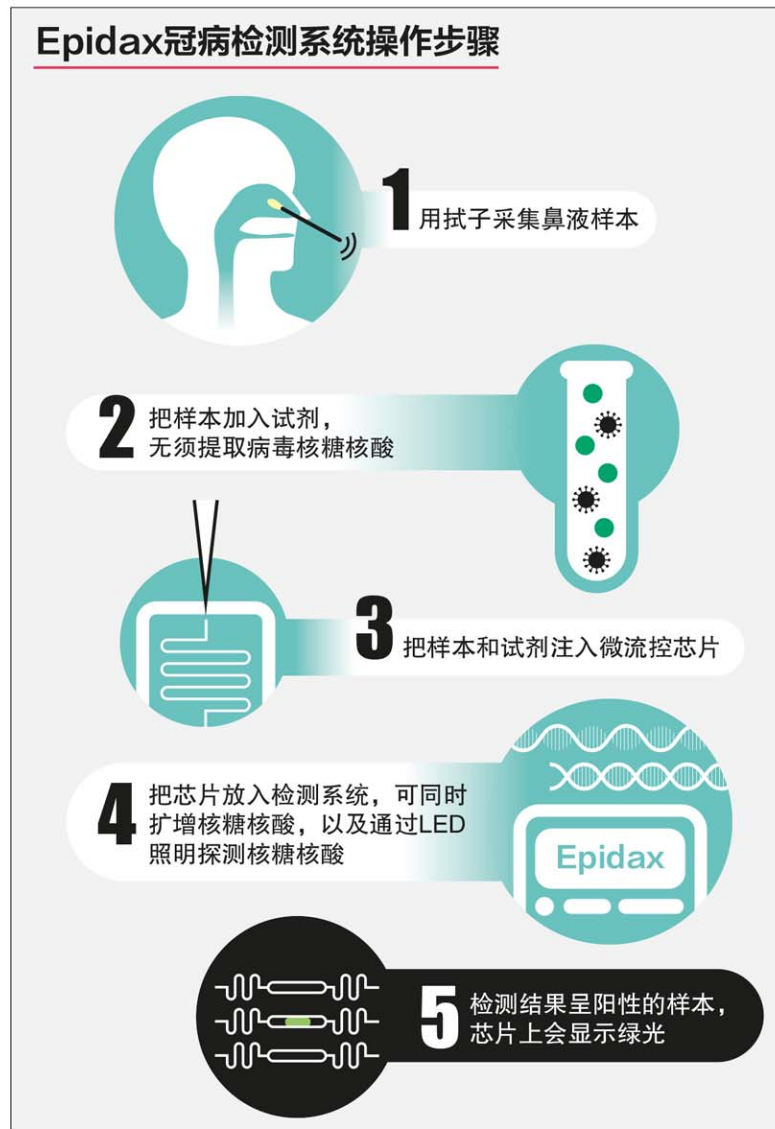 Epidax冠病检测系统操作步骤
1
用拭子采集鼻液样本
2
把样本加入试剂，
无须提取病毒核糖核酸
3
把样本和试剂注入微流控芯片
4
把芯片放入检测系统，可同时
扩增核糖核酸，以及通过LED
照明探测核糖核酸
Epidax
5
检测结果呈阳性的样本，
芯片上会显示绿光